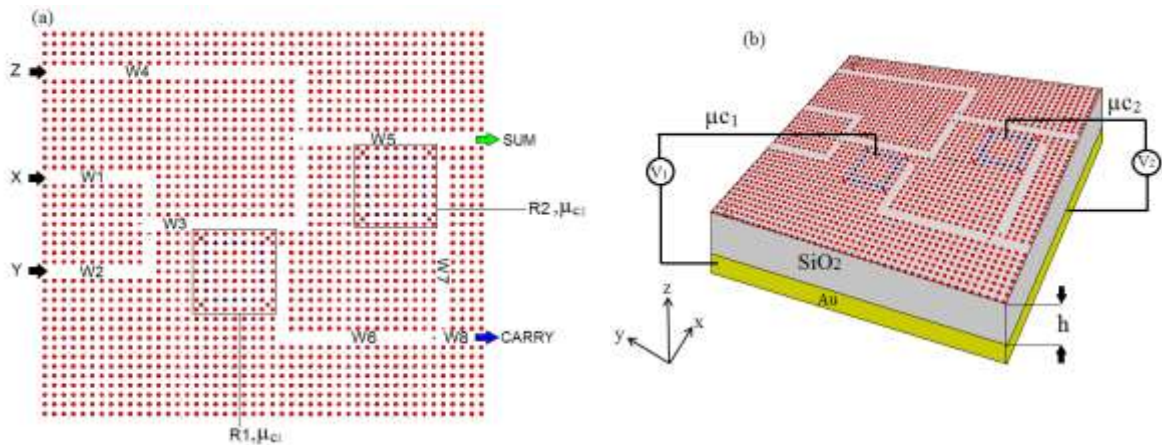 (a)
Z
W4
W5
SUM
X
W1
R2 ,μc1
W3
Y
W2
W7
W6
W8
CARRY
R1,μc1
(b)
μc1
μc2
V1
V2
SiO2
Au
h
z
y
x